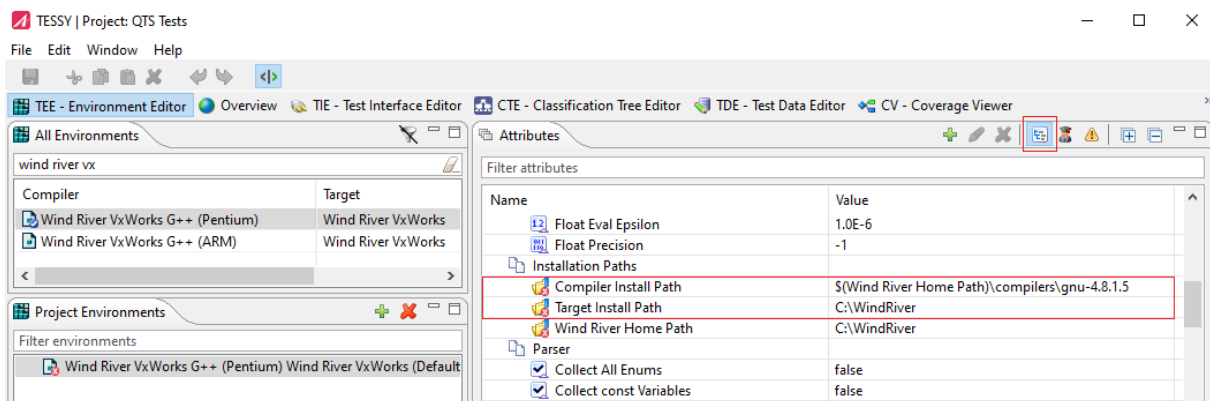 TESSY | Project: QTS Tests
File Edit Window Help
TEE - Environment Editor Overview TIE - Test Interface Editor CTE - Classification Tree Editor TDE - Test Data Editor CV - Coverage Viewer
All Environments
wind river vx
Compiler Target
Wind River VxWorks G++ (Pentium) Wind River VxWorks
Wind River VxWorks G++ (ARM) Wind River VxWorks
Project Environments
Filter environments
Wind River VxWorks G++ (Pentium) Wind River VxWorks (Default
Attributes
Filter attributes
Name Value
Float Eval Epsilon 1.0E-6
Float Precision -1
Installation Paths
Compiler Install Path $(Wind River Home Path)\compilers\gnu-4.8.1.5
Target Install Path C:\WindRiver
Wind River Home Path C:\WindRiver
Parser
Collect All Enums false
Collect const Variables false